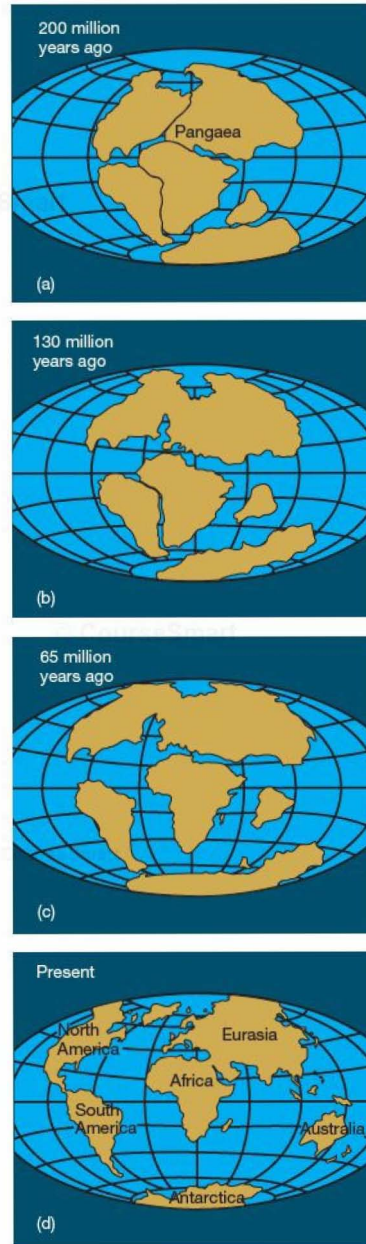 200 million
years ago
Pangaea
(a)
130 million
years ago
(b)
CourseSmart
65 million
years ago
(c)
Present
North
America
Eurasia
Africa
South
America
Australia
Antarctica
(d)